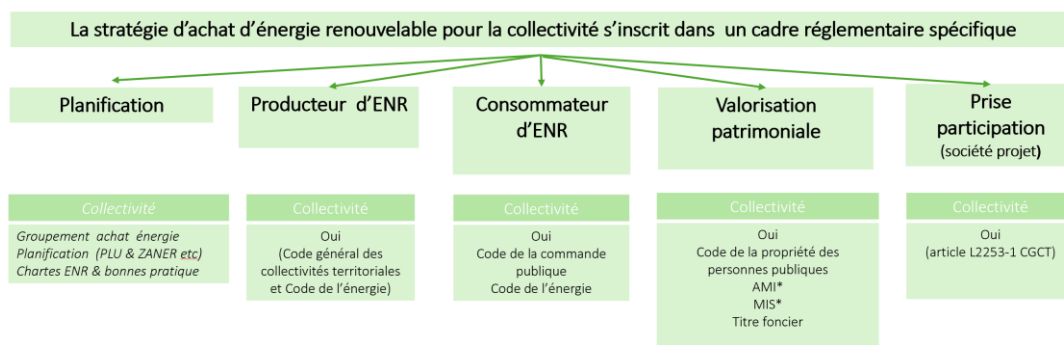 La stratégie d'achat d'énergie renouvelable pour la collectivité s'inscrit dans un cadre réglementaire spécifique
Planification
Producteur d'ENR
Consommateur
d'ENR
Valorisation
patrimoniale
Prise
participation
(société projet)
Collectivité
Groupement achat énergie
Planification (PLU & ZANER etc)
Chartes ENR & bonnes pratique
Collectivité
Oui
(Code général des
collectivités territoriales
et Code de l'énergie)
Collectivité
Oui
Code de la commande
publique
Code de l'énergie
Collectivité
Oui
Code de la propriété des
personnes publiques
AMI*
MIS*
Titre foncier
Collectivité
Oui
(article L2253-1 CGCT)